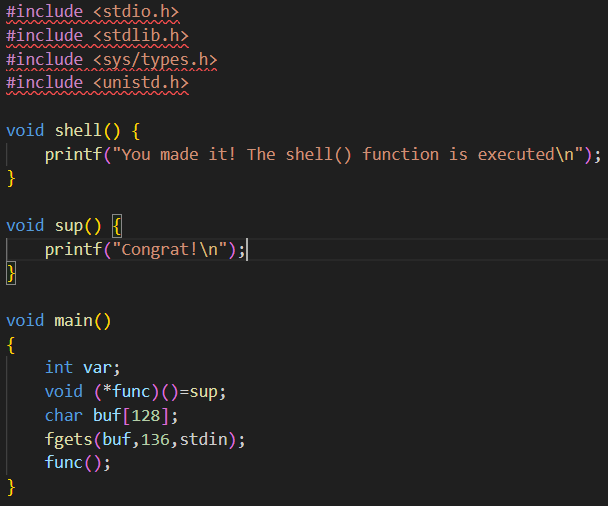 #include <stdio.h>
#include <stdlib.h>
#include <sys/types.h>
#include <unistd.h>
void shell() {
    printf("You made it! The shell() function is executed\n");
}
void sup() {
    printf("Congrat!\n");
}
void main()
{
    int var;
    void (*func)()=sup;
    char buf[128];
    fgets(buf,136,stdin);
    func();
}